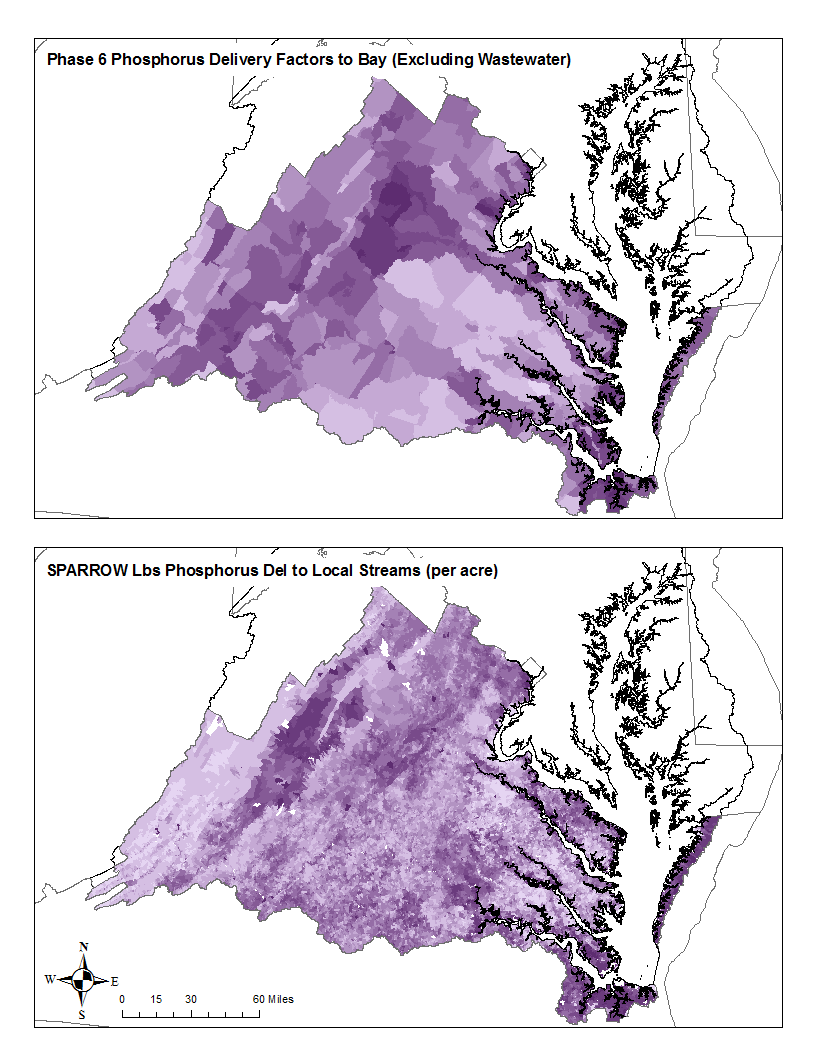 Phase 6 Phosphorus Delivery Factors to Bay (Excluding Wastewater)
SPARROW Lbs Phosphorus Del to Local Streams (per acre)
N
W E
S
0 15 30 60 Miles